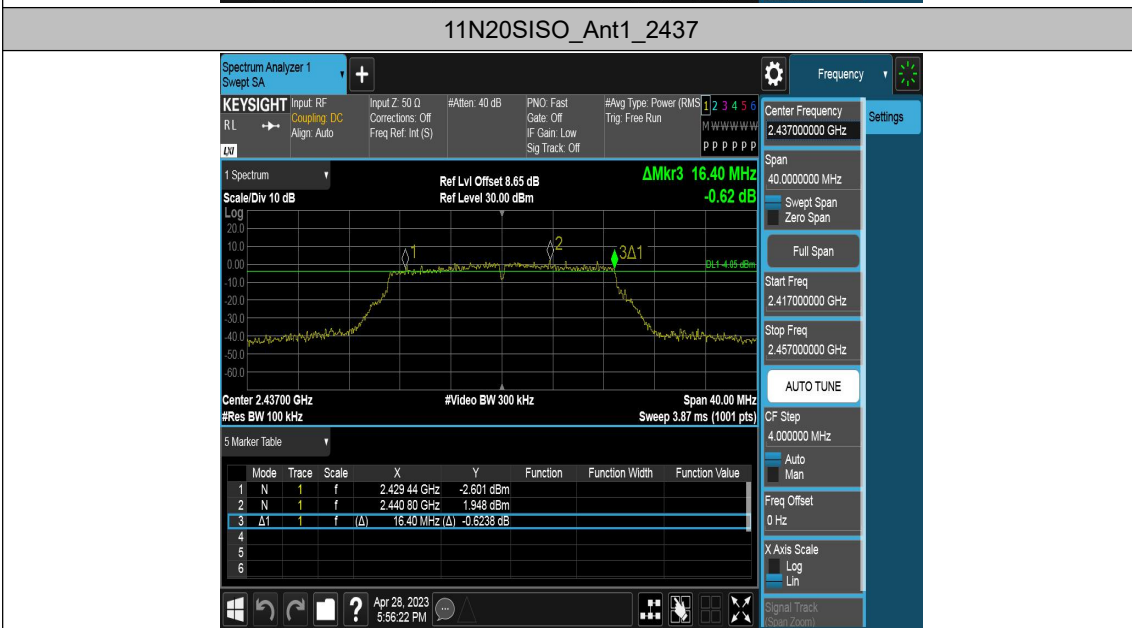 11N20SISO_Ant1_2437
Spectrum Analyzer 1
Swept SA
Frequency
KEYSIGHT
RL
LXI
Input: RF
Coupling: DC
Align: Auto
Input Z: 50 Ω
Corrections: Off
Freq Ref: Int (S)
#Atten: 40 dB
PNO: Fast
Gate: Off
IF Gain: Low
Sig Track: Off
#Avg Type: Power (RMS
Trig: Free Run
1 2 3 4 5 6
M W W W W W
P P P P P P
1 Spectrum
Scale/Div 10 dB
Ref Lvl Offset 8.65 dB
Ref Level 30.00 dBm
ΔMkr3 16.40 MHz
-0.62 dB
Log
20.0
10.0
0.00
-10.0
-20.0
-30.0
-40.0
-50.0
-60.0
1
2
3Δ1
DL1 -4.05 dBm
Center 2.43700 GHz
#Res BW 100 kHz
#Video BW 300 kHz
Span 40.00 MHz
Sweep 3.87 ms (1001 pts)
5 Marker Table
Mode Trace Scale X Y Function Function Width Function Value
1 N 1 f 2.429 44 GHz -2.601 dBm
2 N 1 f 2.440 80 GHz 1.948 dBm
3 Δ1 1 f (Δ) 16.40 MHz (Δ) -0.6238 dB
4
5
6
Apr 28, 2023
5:56:22 PM
Center Frequency
2.437000000 GHz
Settings
Span
40.0000000 MHz
Swept Span
Zero Span
Full Span
Start Freq
2.417000000 GHz
Stop Freq
2.457000000 GHz
AUTO TUNE
CF Step
4.000000 MHz
Auto
Man
Freq Offset
0 Hz
X Axis Scale
Log
Lin
Signal Track
(Span Zoom)